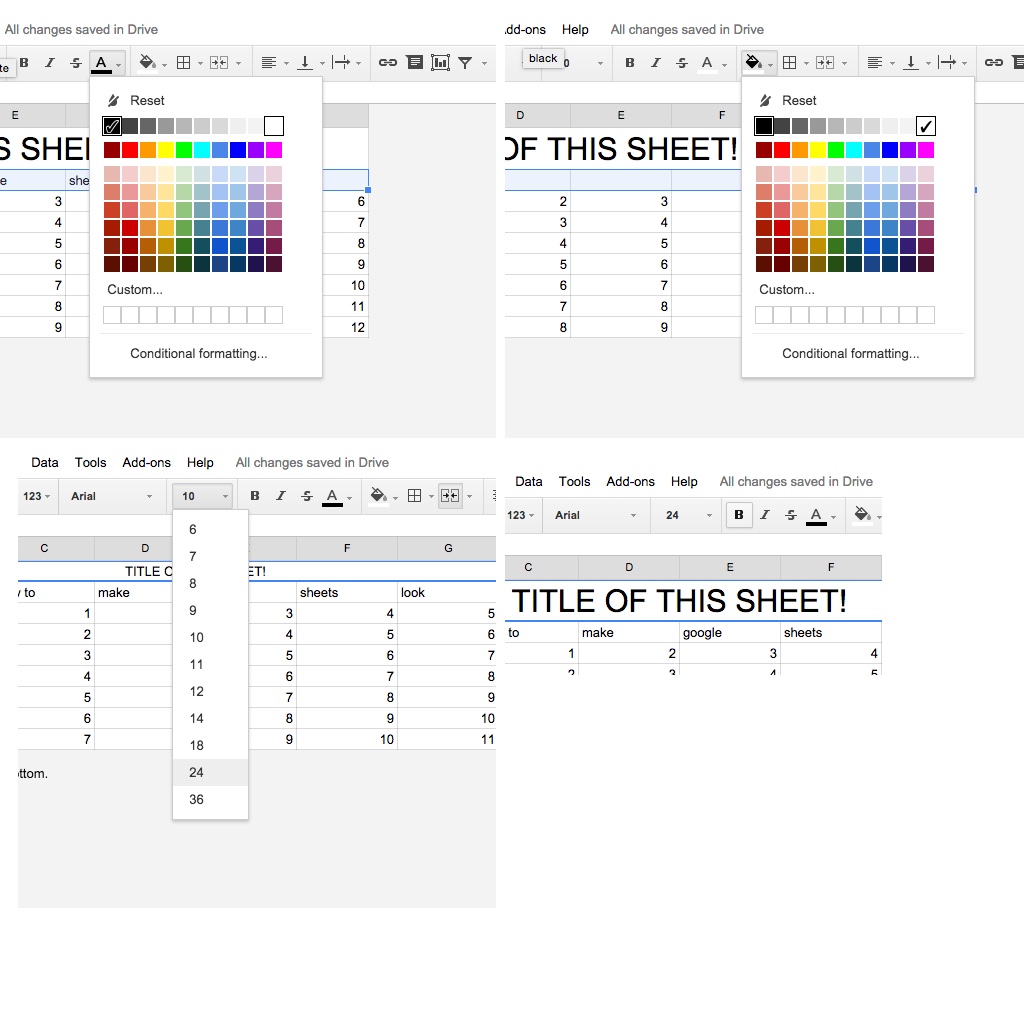 All changes saved in Drive
te B I S A
Reset
E
S SHE
e she
3 6
4 7
5 8
6 9
7 10
8 11
9 12
Custom...
Conditional formatting...
Add-ons Help All changes saved in Drive
black 0 B I S A
Reset
D E F
OF THIS SHEET!
2 3
3 4
4 5
5 6
6 7
7 8
8 9
Custom...
Conditional formatting...
Data Tools Add-ons Help All changes saved in Drive
123 Arial 10 B I S A
6
7
8
9
10
11
12
14
18
24
36
C D F G
TITLE O ET!
to make sheets look
1 3 4 5
2 4 5 6
3 5 6 7
4 6 7 8
5 7 8 9
6 8 9 10
7 9 10 11
ttom.
Data Tools Add-ons Help All changes saved in Drive
123 Arial 24 B I S A
C D E F
TITLE OF THIS SHEET!
to make google sheets
1 2 3 4
2 3 4 5